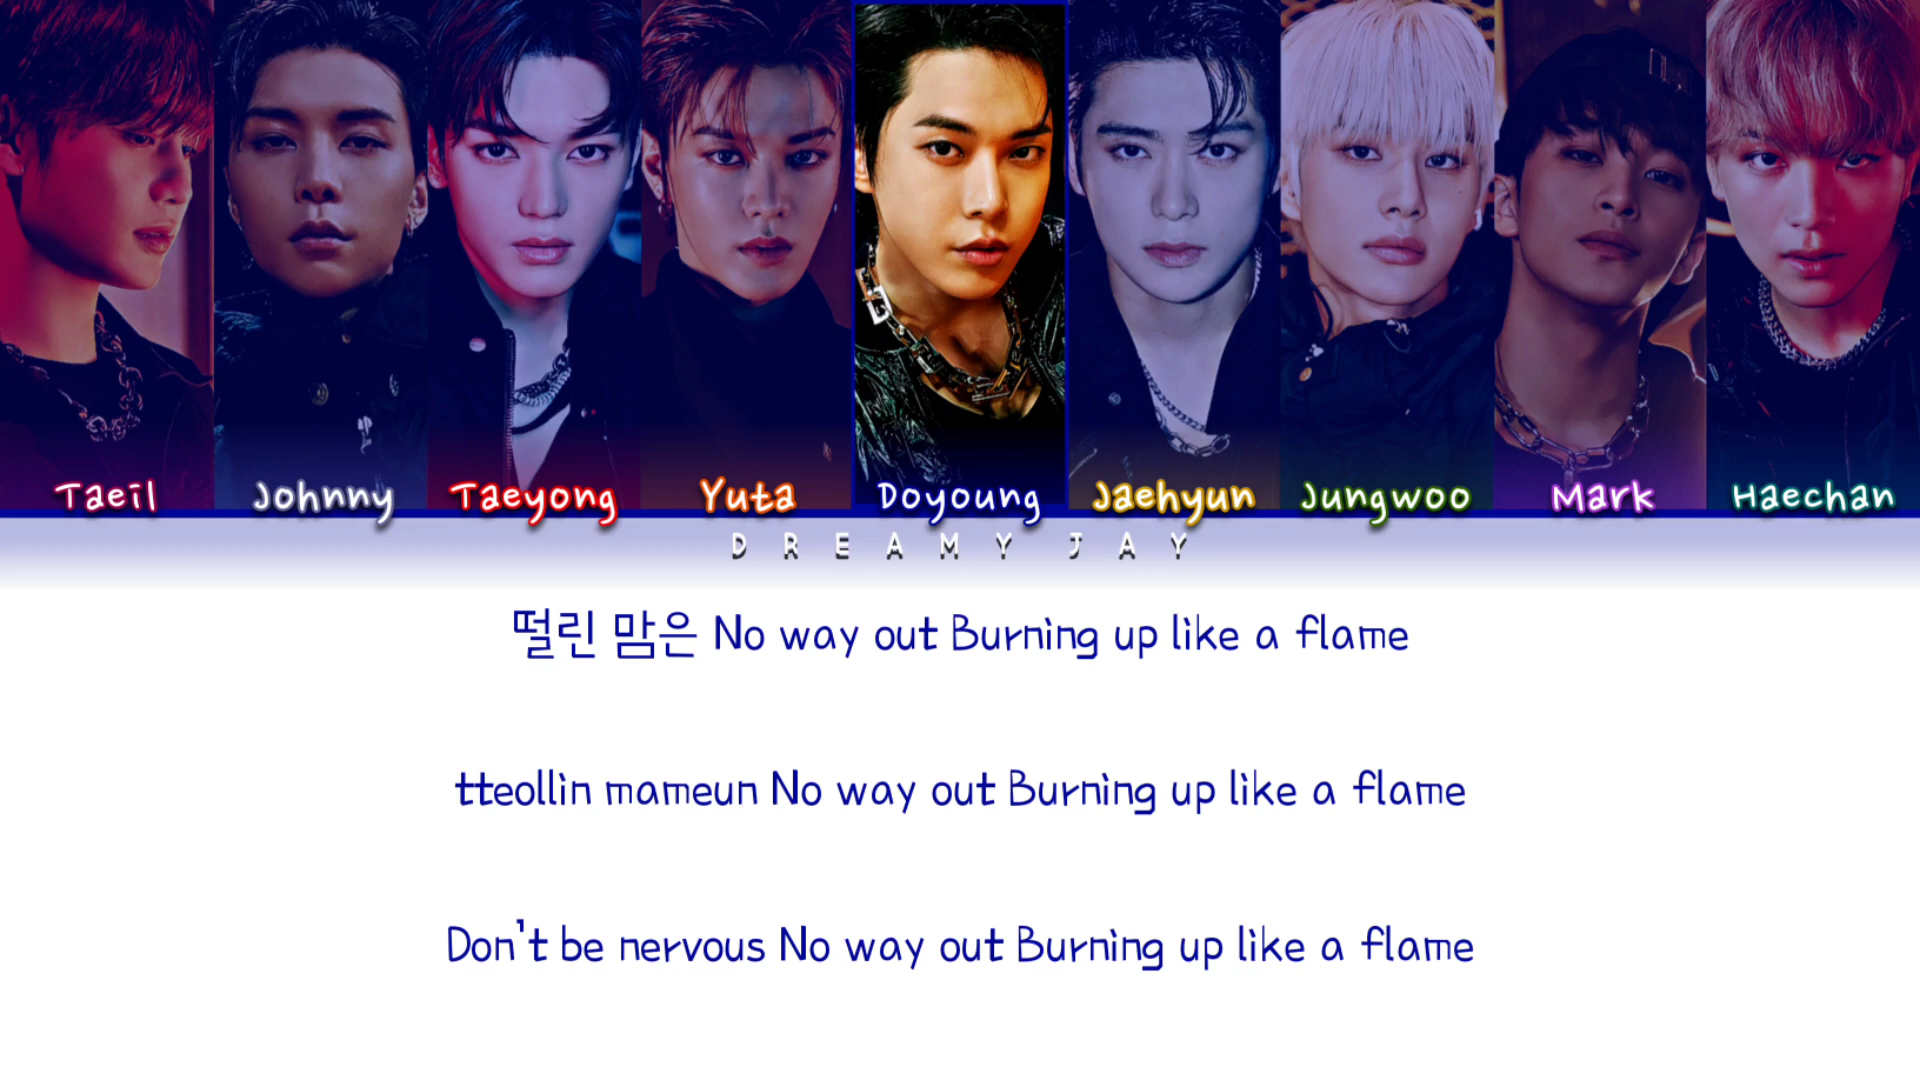 Taeil Johnny Taeyong Yuta Doyoung Jaehyun Jungwoo Mark Haechan
DREAMY JAY
떨린 맘은 No way out Burning up like a flame
tteollin mameun No way out Burning up like a flame
Don't be nervous No way out Burning up like a flame